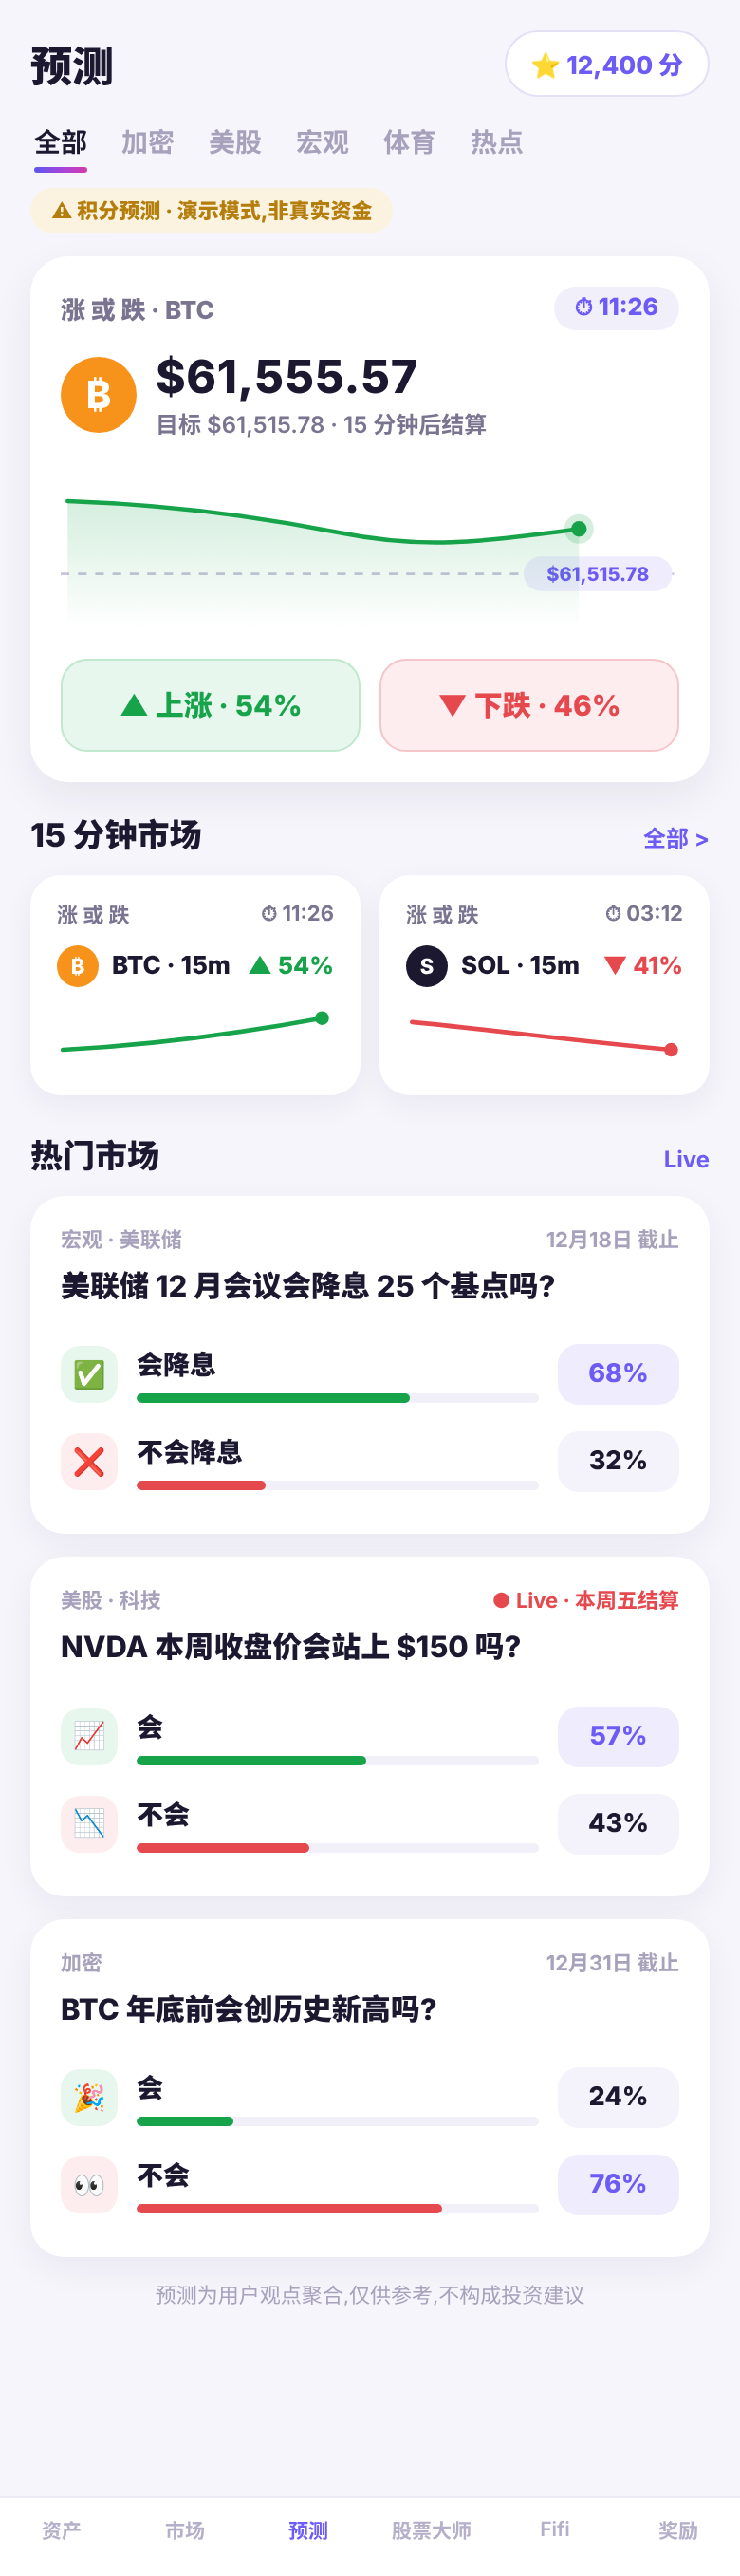 预测
⭐ 12,400 分
全部 加密 美股 宏观 体育 热点
⚠ 积分预测 · 演示模式,非真实资金
涨 或 跌 · BTC
⏱ 11:26
$61,555.57
目标 $61,515.78 · 15 分钟后结算
$61,515.78
▲ 上涨 · 54%
▼ 下跌 · 46%
15 分钟市场
全部 >
涨 或 跌
⏱ 11:26
BTC · 15m ▲ 54%
涨 或 跌
⏱ 03:12
S SOL · 15m ▼ 41%
热门市场
Live
宏观 · 美联储
12月18日 截止
美联储 12 月会议会降息 25 个基点吗?
会降息
68%
不会降息
32%
美股 · 科技
● Live · 本周五结算
NVDA 本周收盘价会站上 $150 吗?
会
57%
不会
43%
加密
12月31日 截止
BTC 年底前会创历史新高吗?
会
24%
不会
76%
预测为用户观点聚合,仅供参考,不构成投资建议
资产 市场 预测 股票大师 Fifi 奖励